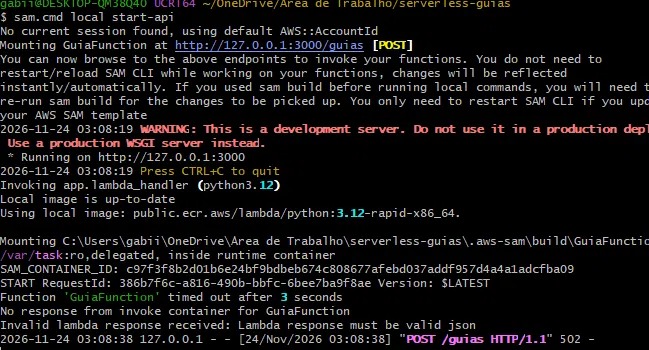 gabii@DESKTOP-QM38Q4O UCRT64 ~/OneDrive/Área de Trabalho/serverless-guias
$ sam.cmd local start-api
No current session found, using default AWS::AccountId
Mounting GuiaFunction at http://127.0.0.1:3000/guias [POST]
You can now browse to the above endpoints to invoke your functions. You do not need to
restart/reload SAM CLI while working on your functions, changes will be reflected
instantly/automatically. If you used sam build before running local commands, you will need t
re-run sam build for the changes to be picked up. You only need to restart SAM CLI if you upd
your AWS SAM template
2026-11-24 03:08:19 WARNING: This is a development server. Do not use it in a production depl
Use a production WSGI server instead.
* Running on http://127.0.0.1:3000
2026-11-24 03:08:19 Press CTRL+C to quit
Invoking app.lambda_handler (python3.12)
Local image is up-to-date
Using local image: public.ecr.aws/lambda/python:3.12-rapid-x86_64.
Mounting C:\Users\gabii\OneDrive\Área de Trabalho\serverless-guias\.aws-sam\build\GuiaFunctio
/var/task:ro,delegated, inside runtime container
SAM_CONTAINER_ID: c97f3f8b2d01b6e24bf9bdbeb674c808677afebd037addf957d4a4a1adcfba09
START RequestId: 386b7f6c-a816-490b-bbfc-6bee7ba9f8ae Version: $LATEST
Function 'GuiaFunction' timed out after 3 seconds
No response from invoke container for GuiaFunction
Invalid lambda response received: Lambda response must be valid json
2026-11-24 03:08:38 127.0.0.1 - - [24/Nov/2026 03:08:38] "POST /guias HTTP/1.1" 502 -